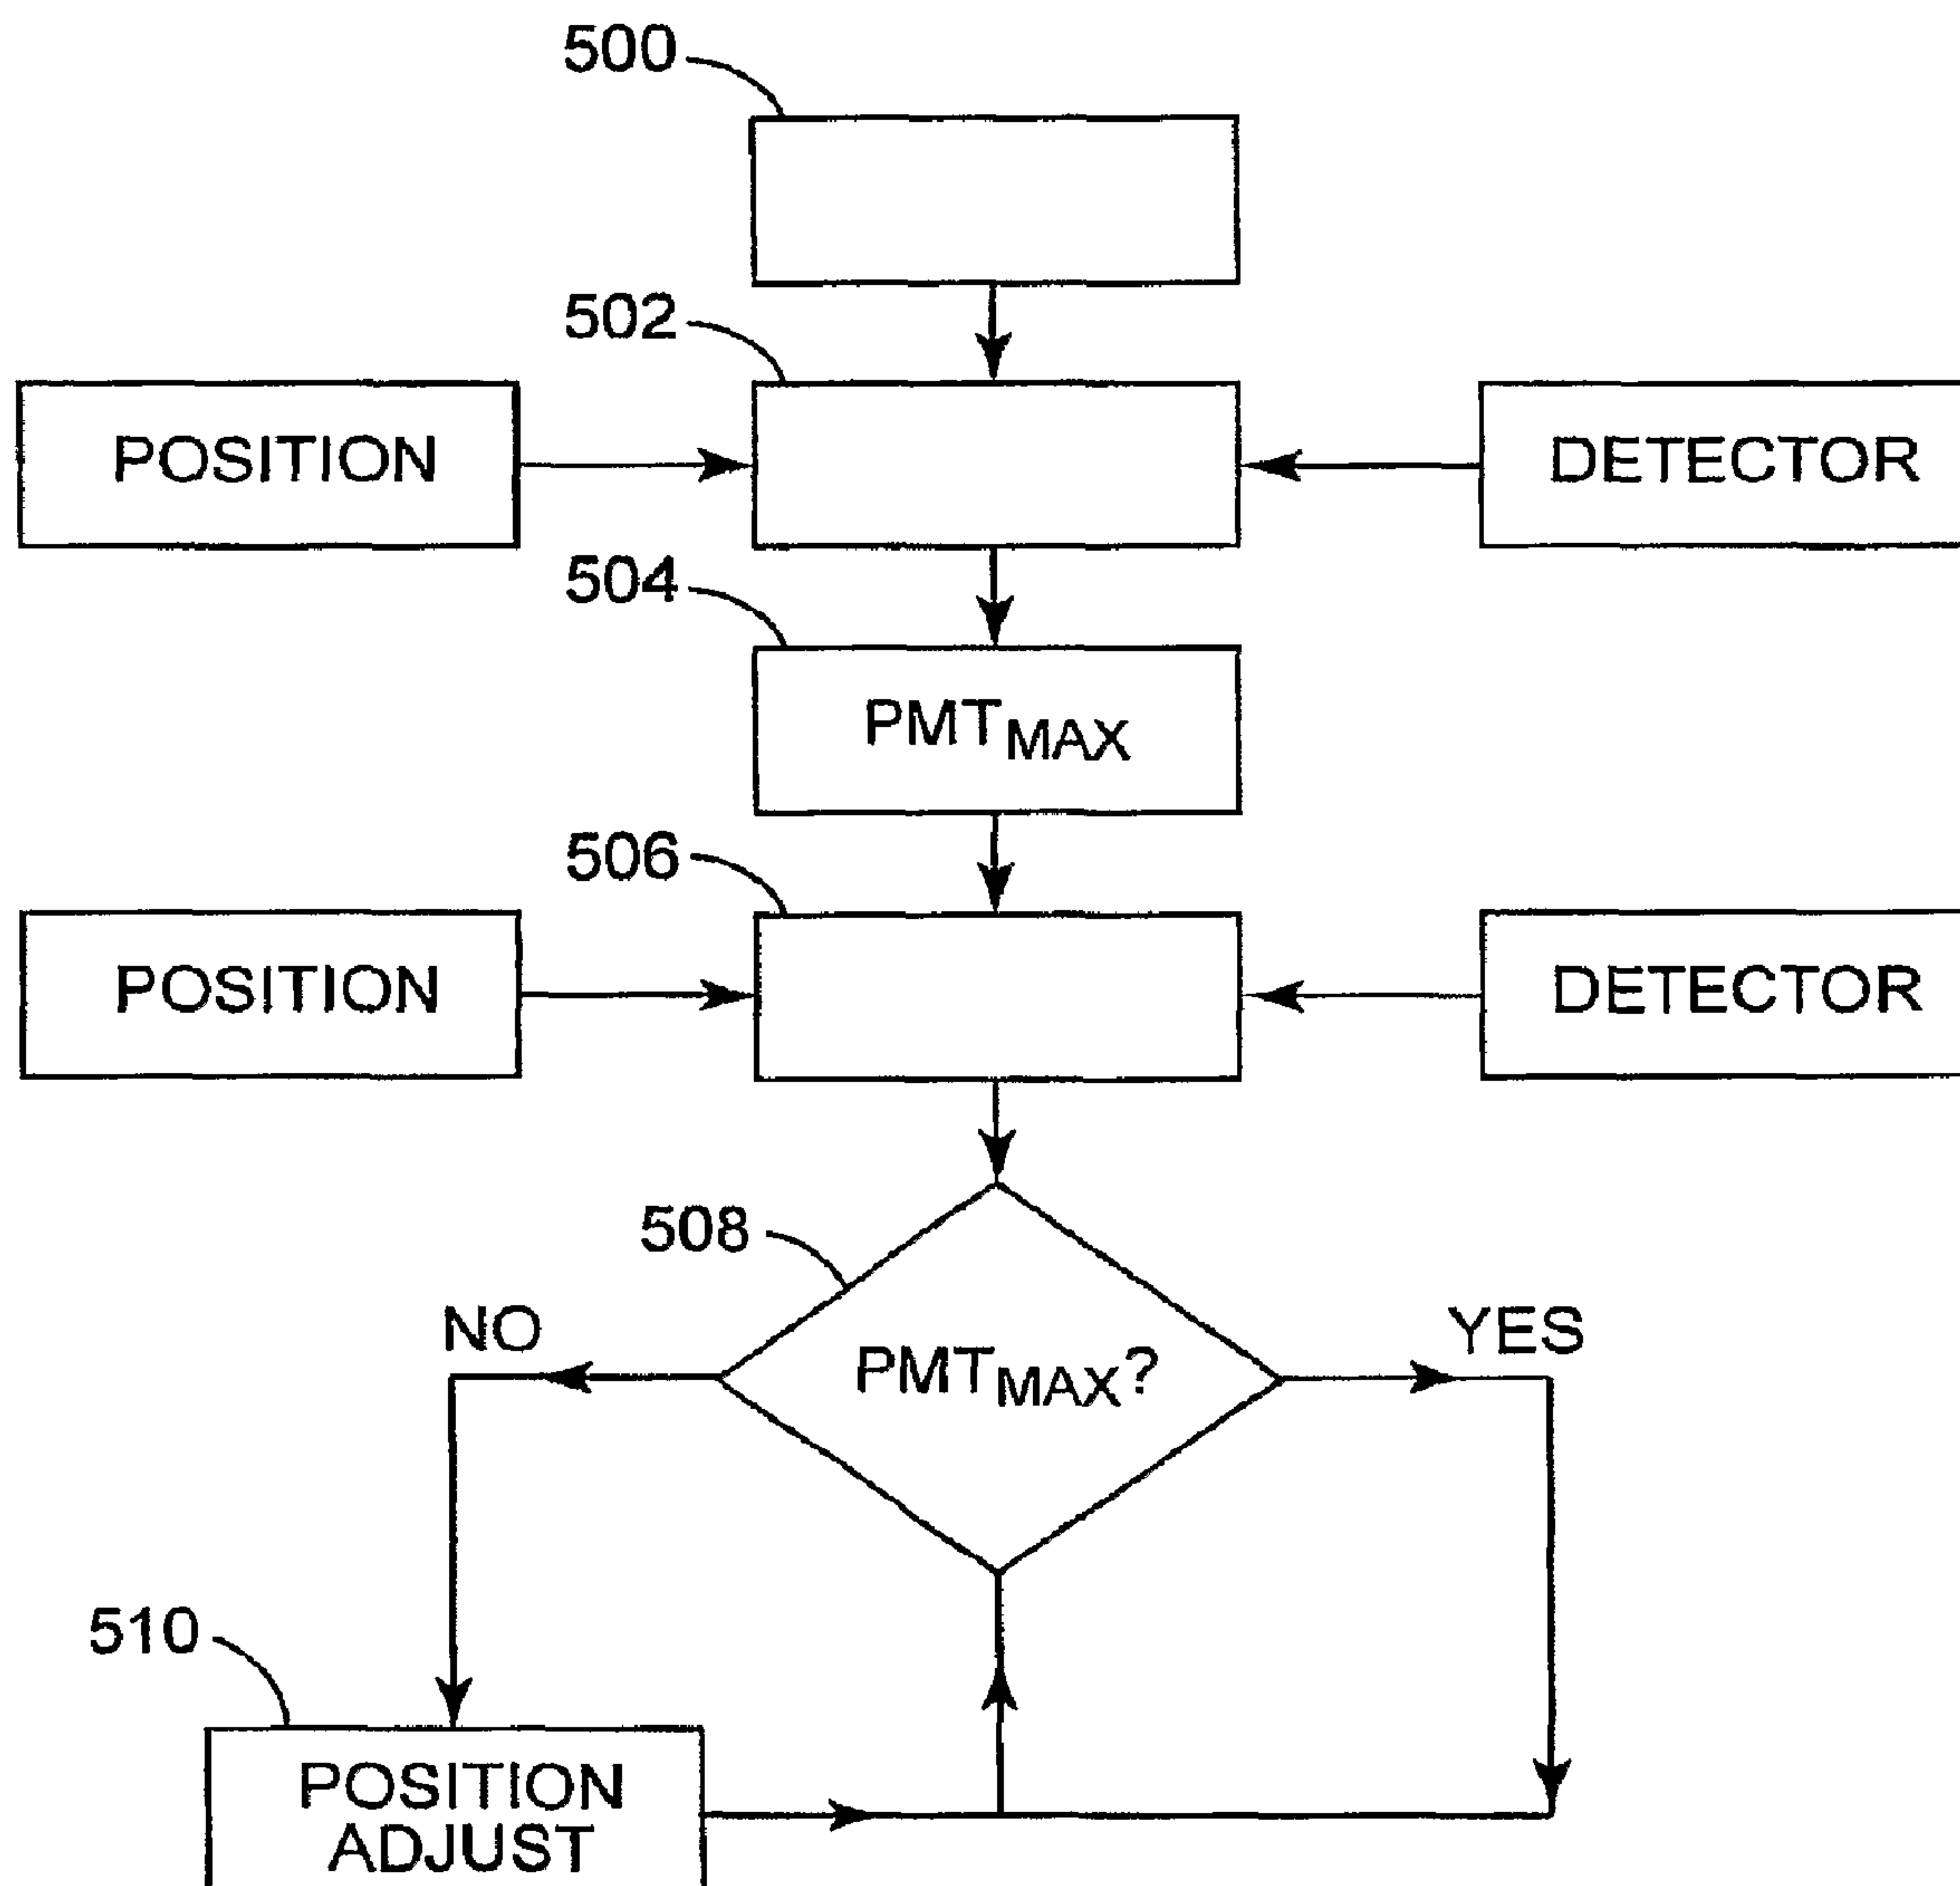 500
502
POSITION
DETECTOR
504
PMTMAX
506
POSITION
DETECTOR
508
NO
YES
PMTMAX?
510
POSITION
ADJUST